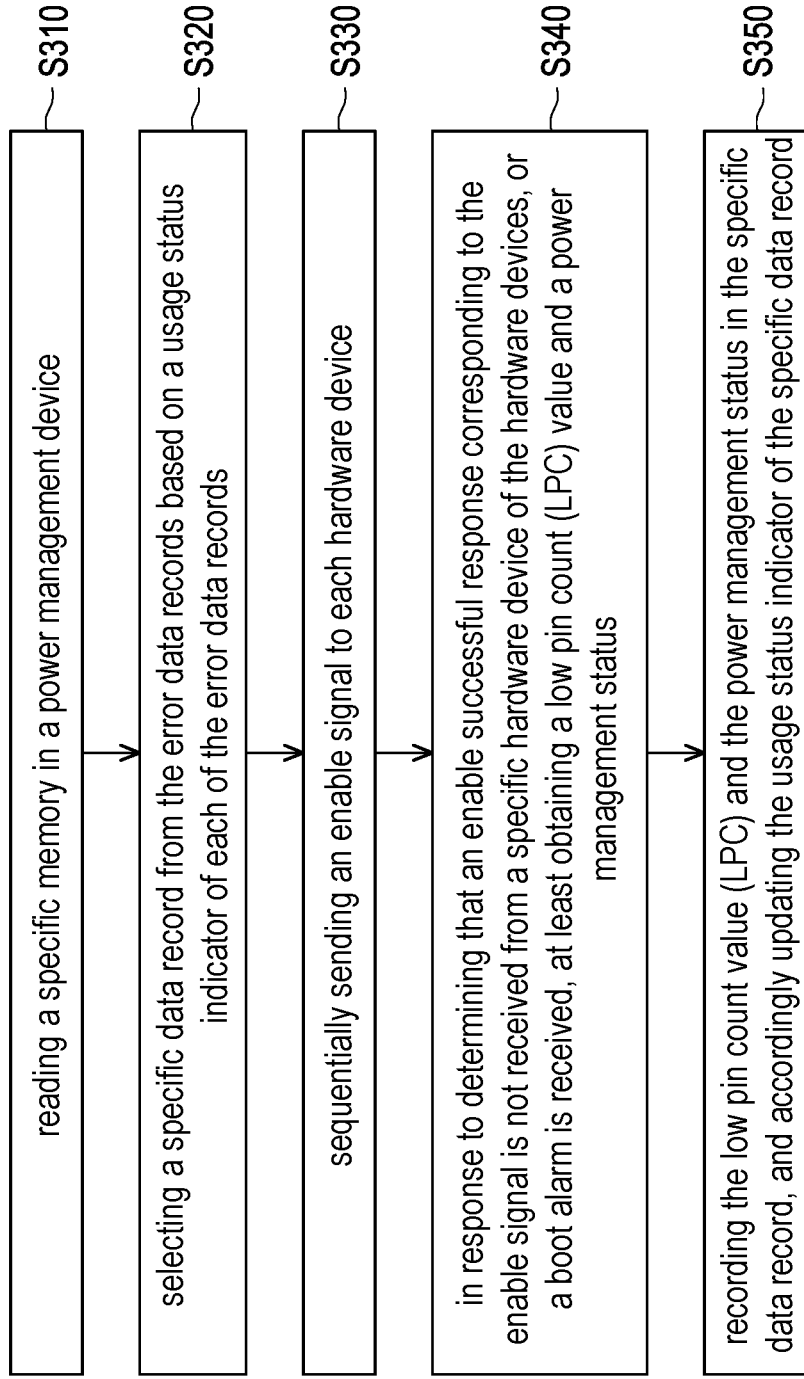 reading a specific memory in a power management device
S310
selecting a specific data record from the error data records based on a usage status
indicator of each of the error data records
S320
sequentially sending an enable signal to each hardware device
S330
in response to determining that an enable successful response corresponding to the
enable signal is not received from a specific hardware device of the hardware devices, or
a boot alarm is received, at least obtaining a low pin count (LPC) value and a power
management status
S340
recording the low pin count value (LPC) and the power management status in the specific
data record, and accordingly updating the usage status indicator of the specific data record
S350